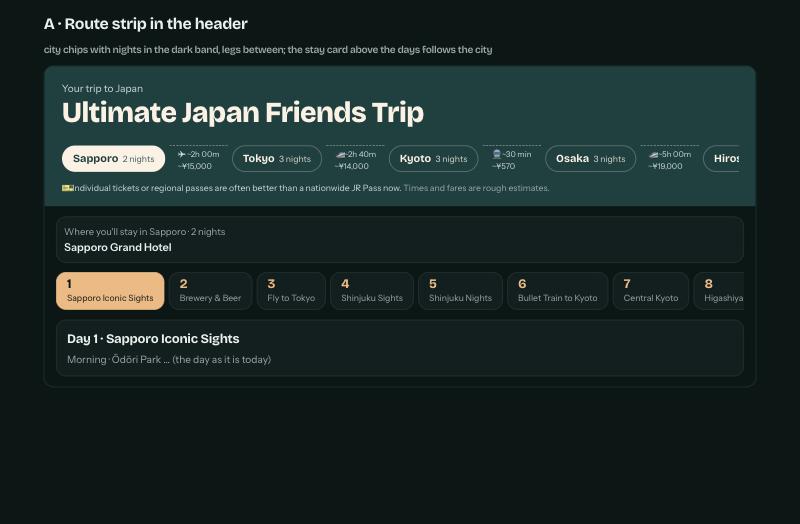 A · Route strip in the header
city chips with nights in the dark band, legs between; the stay card above the days follows the city
Your trip to Japan
Ultimate Japan Friends Trip
Sapporo 2 nights
~2h 00m
~¥15,000
Tokyo 3 nights
~2h 40m
~¥14,000
Kyoto 3 nights
~30 min
~¥570
Osaka 3 nights
~5h 00m
~¥19,000
Hiros
Individual tickets or regional passes are often better than a nationwide JR Pass now. Times and fares are rough estimates.
Where you'll stay in Sapporo · 2 nights
Sapporo Grand Hotel
1
Sapporo Iconic Sights
2
Brewery & Beer
3
Fly to Tokyo
4
Shinjuku Sights
5
Shinjuku Nights
6
Bullet Train to Kyoto
7
Central Kyoto
8
Higashiya
Day 1 · Sapporo Iconic Sights
Morning · Ōdōri Park … (the day as it is today)